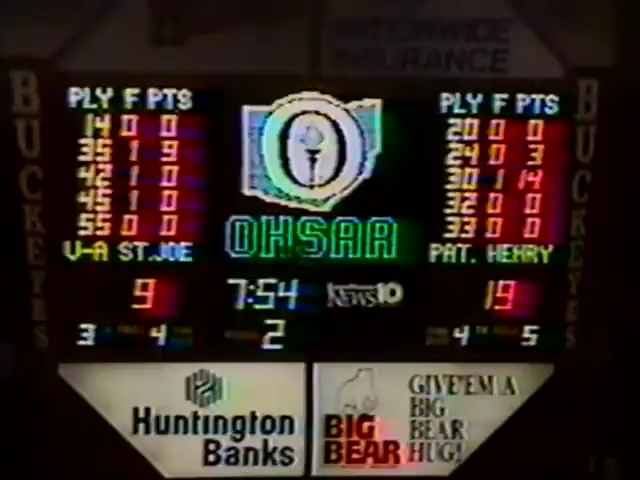 NATIONWIDE
INSURANCE
BUCKEYES
PLY F PTS
14 0 0
35 1 9
42 1 0
45 1 0
55 0 0
V-A ST.JOE
9
3 4
O
OHSAA
7:54
NEWS10
2
PLY F PTS
20 0 0
24 0 3
30 1 14
32 0 0
33 0 0
PAT. HENRY
19
4 5
BUCKEYES
Huntington
Banks
BIG
BEAR
GIVE'EM A
BIG
BEAR
HUG!